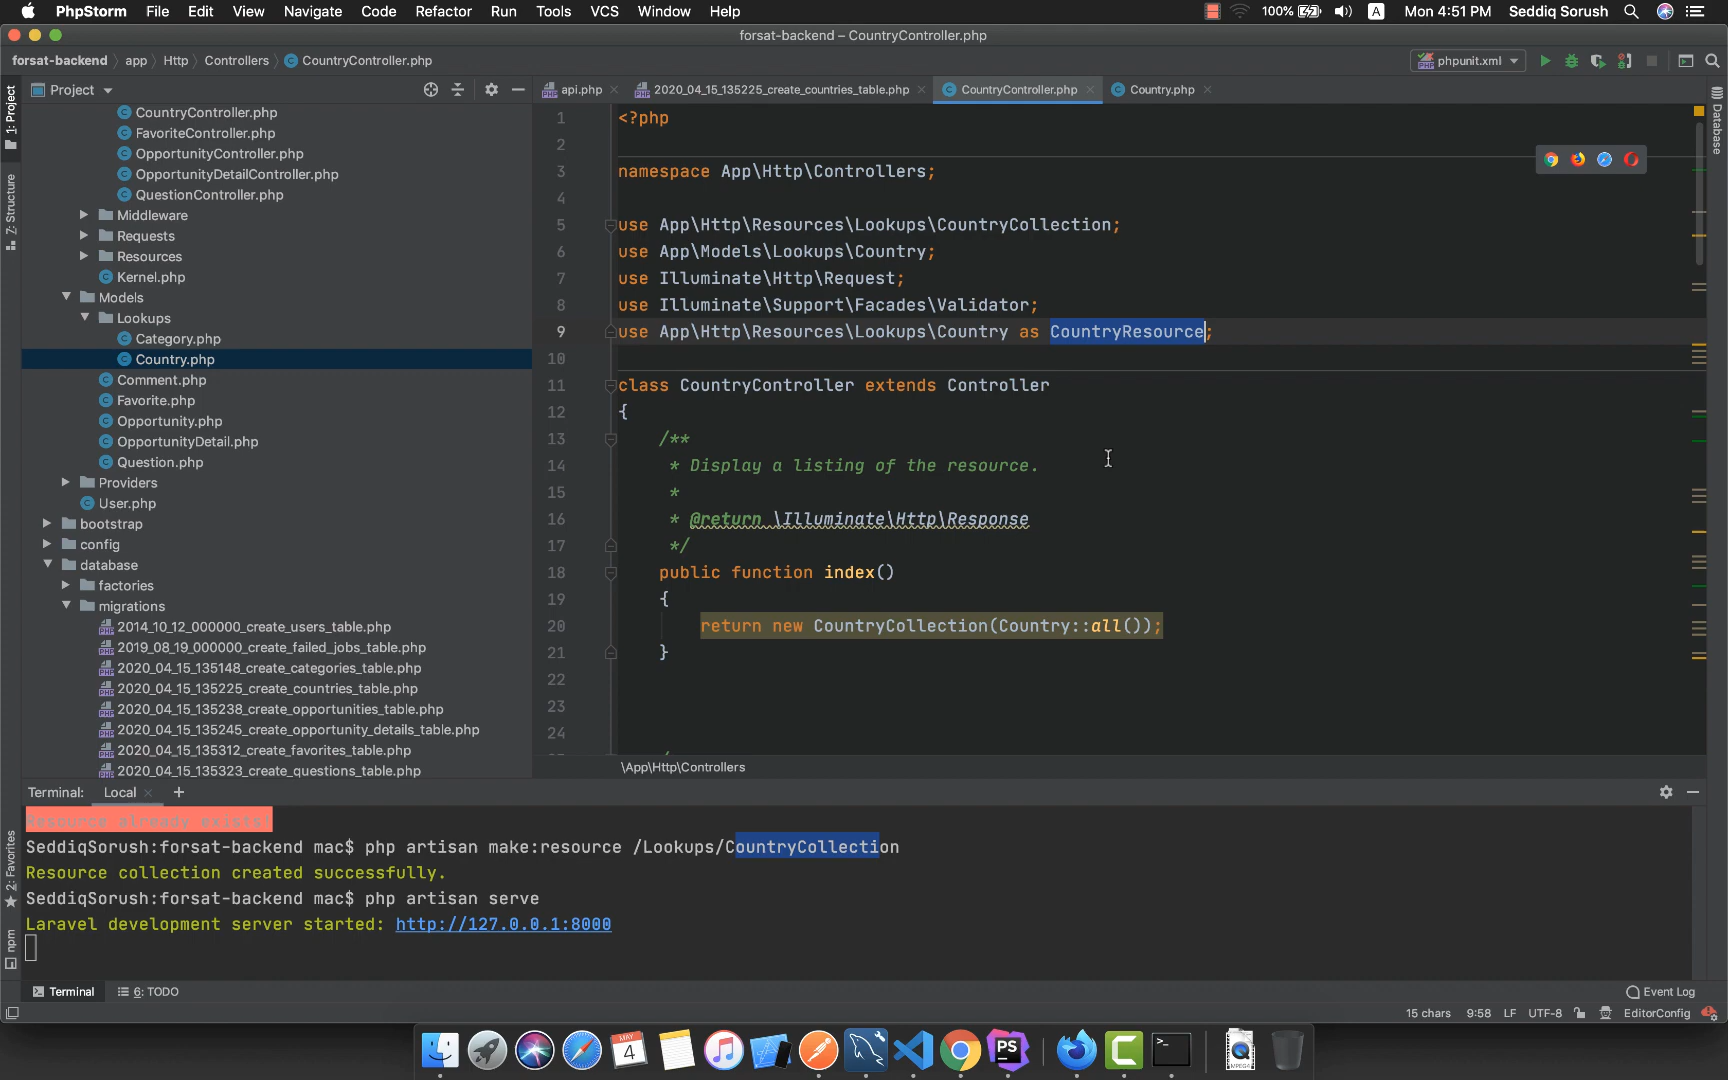 PhpStorm File Edit View Navigate Code Refactor Run Tools VCS Window Help
100% A Mon 4:51 PM Seddiq Sorush
forsat-backend – CountryController.php
forsat-backend app Http Controllers CountryController.php
phpunit.xml
Project
api.php 2020_04_15_135225_create_countries_table.php CountryController.php Country.php
1: Project
Z: Structure
2: Favorites
npm
Database
CountryController.php
FavoriteController.php
OpportunityController.php
OpportunityDetailController.php
QuestionController.php
Middleware
Requests
Resources
Kernel.php
Models
Lookups
Category.php
Country.php
Comment.php
Favorite.php
Opportunity.php
OpportunityDetail.php
Question.php
Providers
User.php
bootstrap
config
database
factories
migrations
2014_10_12_000000_create_users_table.php
2019_08_19_000000_create_failed_jobs_table.php
2020_04_15_135148_create_categories_table.php
2020_04_15_135225_create_countries_table.php
2020_04_15_135238_create_opportunities_table.php
2020_04_15_135245_create_opportunity_details_table.php
2020_04_15_135312_create_favorites_table.php
2020_04_15_135323_create_questions_table.php
1 <?php
2
3 namespace App\Http\Controllers;
4
5 use App\Http\Resources\Lookups\CountryCollection;
6 use App\Models\Lookups\Country;
7 use Illuminate\Http\Request;
8 use Illuminate\Support\Facades\Validator;
9 use App\Http\Resources\Lookups\Country as CountryResource;
10
11 class CountryController extends Controller
12 {
13 /**
14 * Display a listing of the resource.
15 *
16 * @return \Illuminate\Http\Response
17 */
18 public function index()
19 {
20 return new CountryCollection(Country::all());
21 }
22
23
24
\App\Http\Controllers
Terminal: Local +
Resource already exists!
SeddiqSorush:forsat-backend mac$ php artisan make:resource /Lookups/CountryCollection
Resource collection created successfully.
SeddiqSorush:forsat-backend mac$ php artisan serve
Laravel development server started: http://127.0.0.1:8000
Terminal 6: TODO Event Log
15 chars 9:58 LF UTF-8 EditorConfig
MAY
4
PS
C
>_